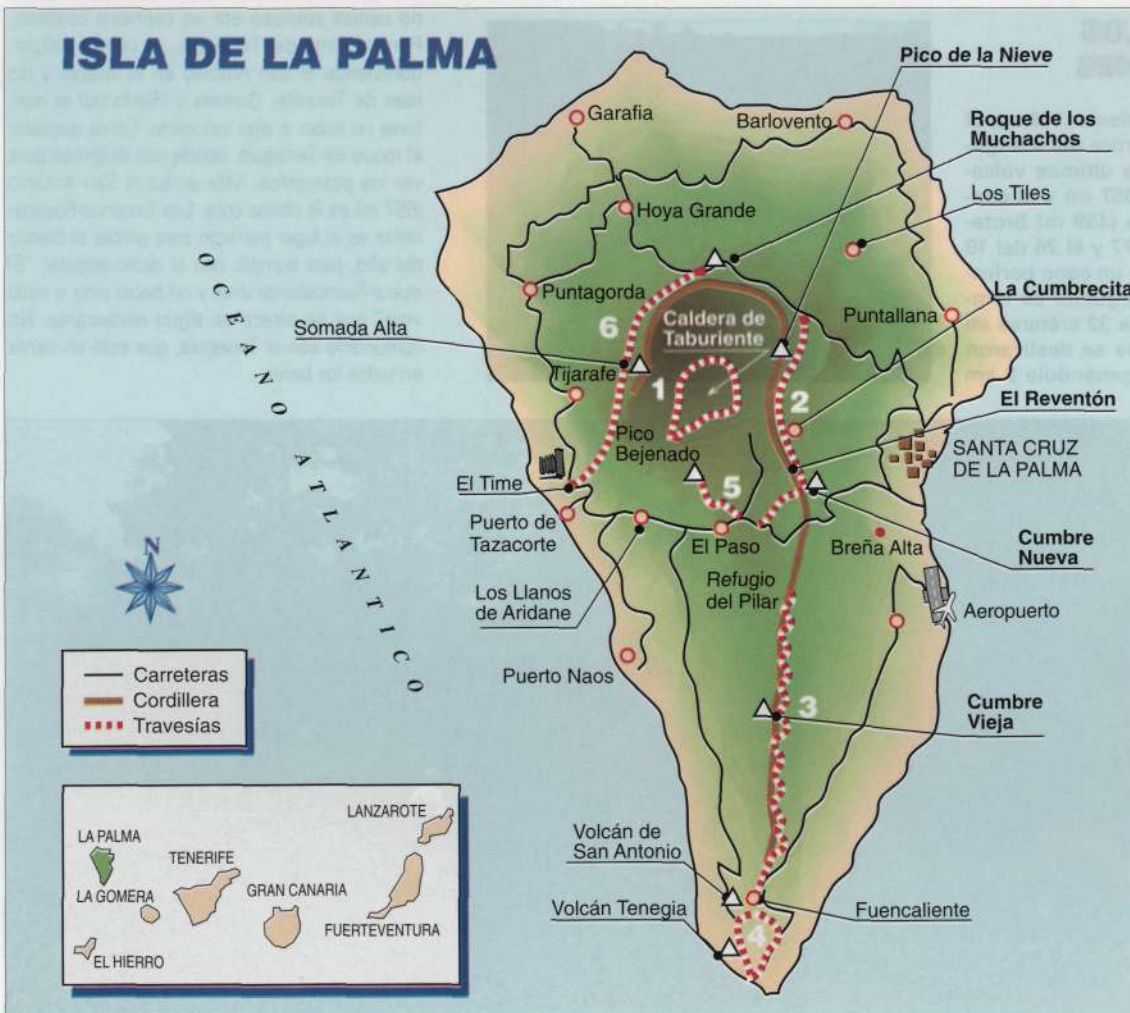 ISLA DE LA PALMA
Pico de la Nieve
Garafia
Barlovento
Roque de los
Muchachos
Los Tiles
Hoya Grande
La Cumbrecita
Puntagorda
Puntallana
Caldera de
Taburiente
Somada Alta
6
Tijarafe
1
2
El Reventón
Pico
Bejenado
SANTA CRUZ
DE LA PALMA
El Time
5
Puerto de
Tazacorte
El Paso
Breña Alta
Cumbre
Nueva
Los Llanos
de Aridane
Refugio
del Pilar
Aeropuerto
Puerto Naos
3
Cumbre
Vieja
Volcán de
San Antonio
Volcán Tenegia
Fuencaliente
4
OCEANO ATLANTICO
N
Carreteras
Cordillera
Travesías
LANZAROTE
LA PALMA
TENERIFE
LA GOMERA
GRAN CANARIA
FUERTEVENTURA
EL HIERRO